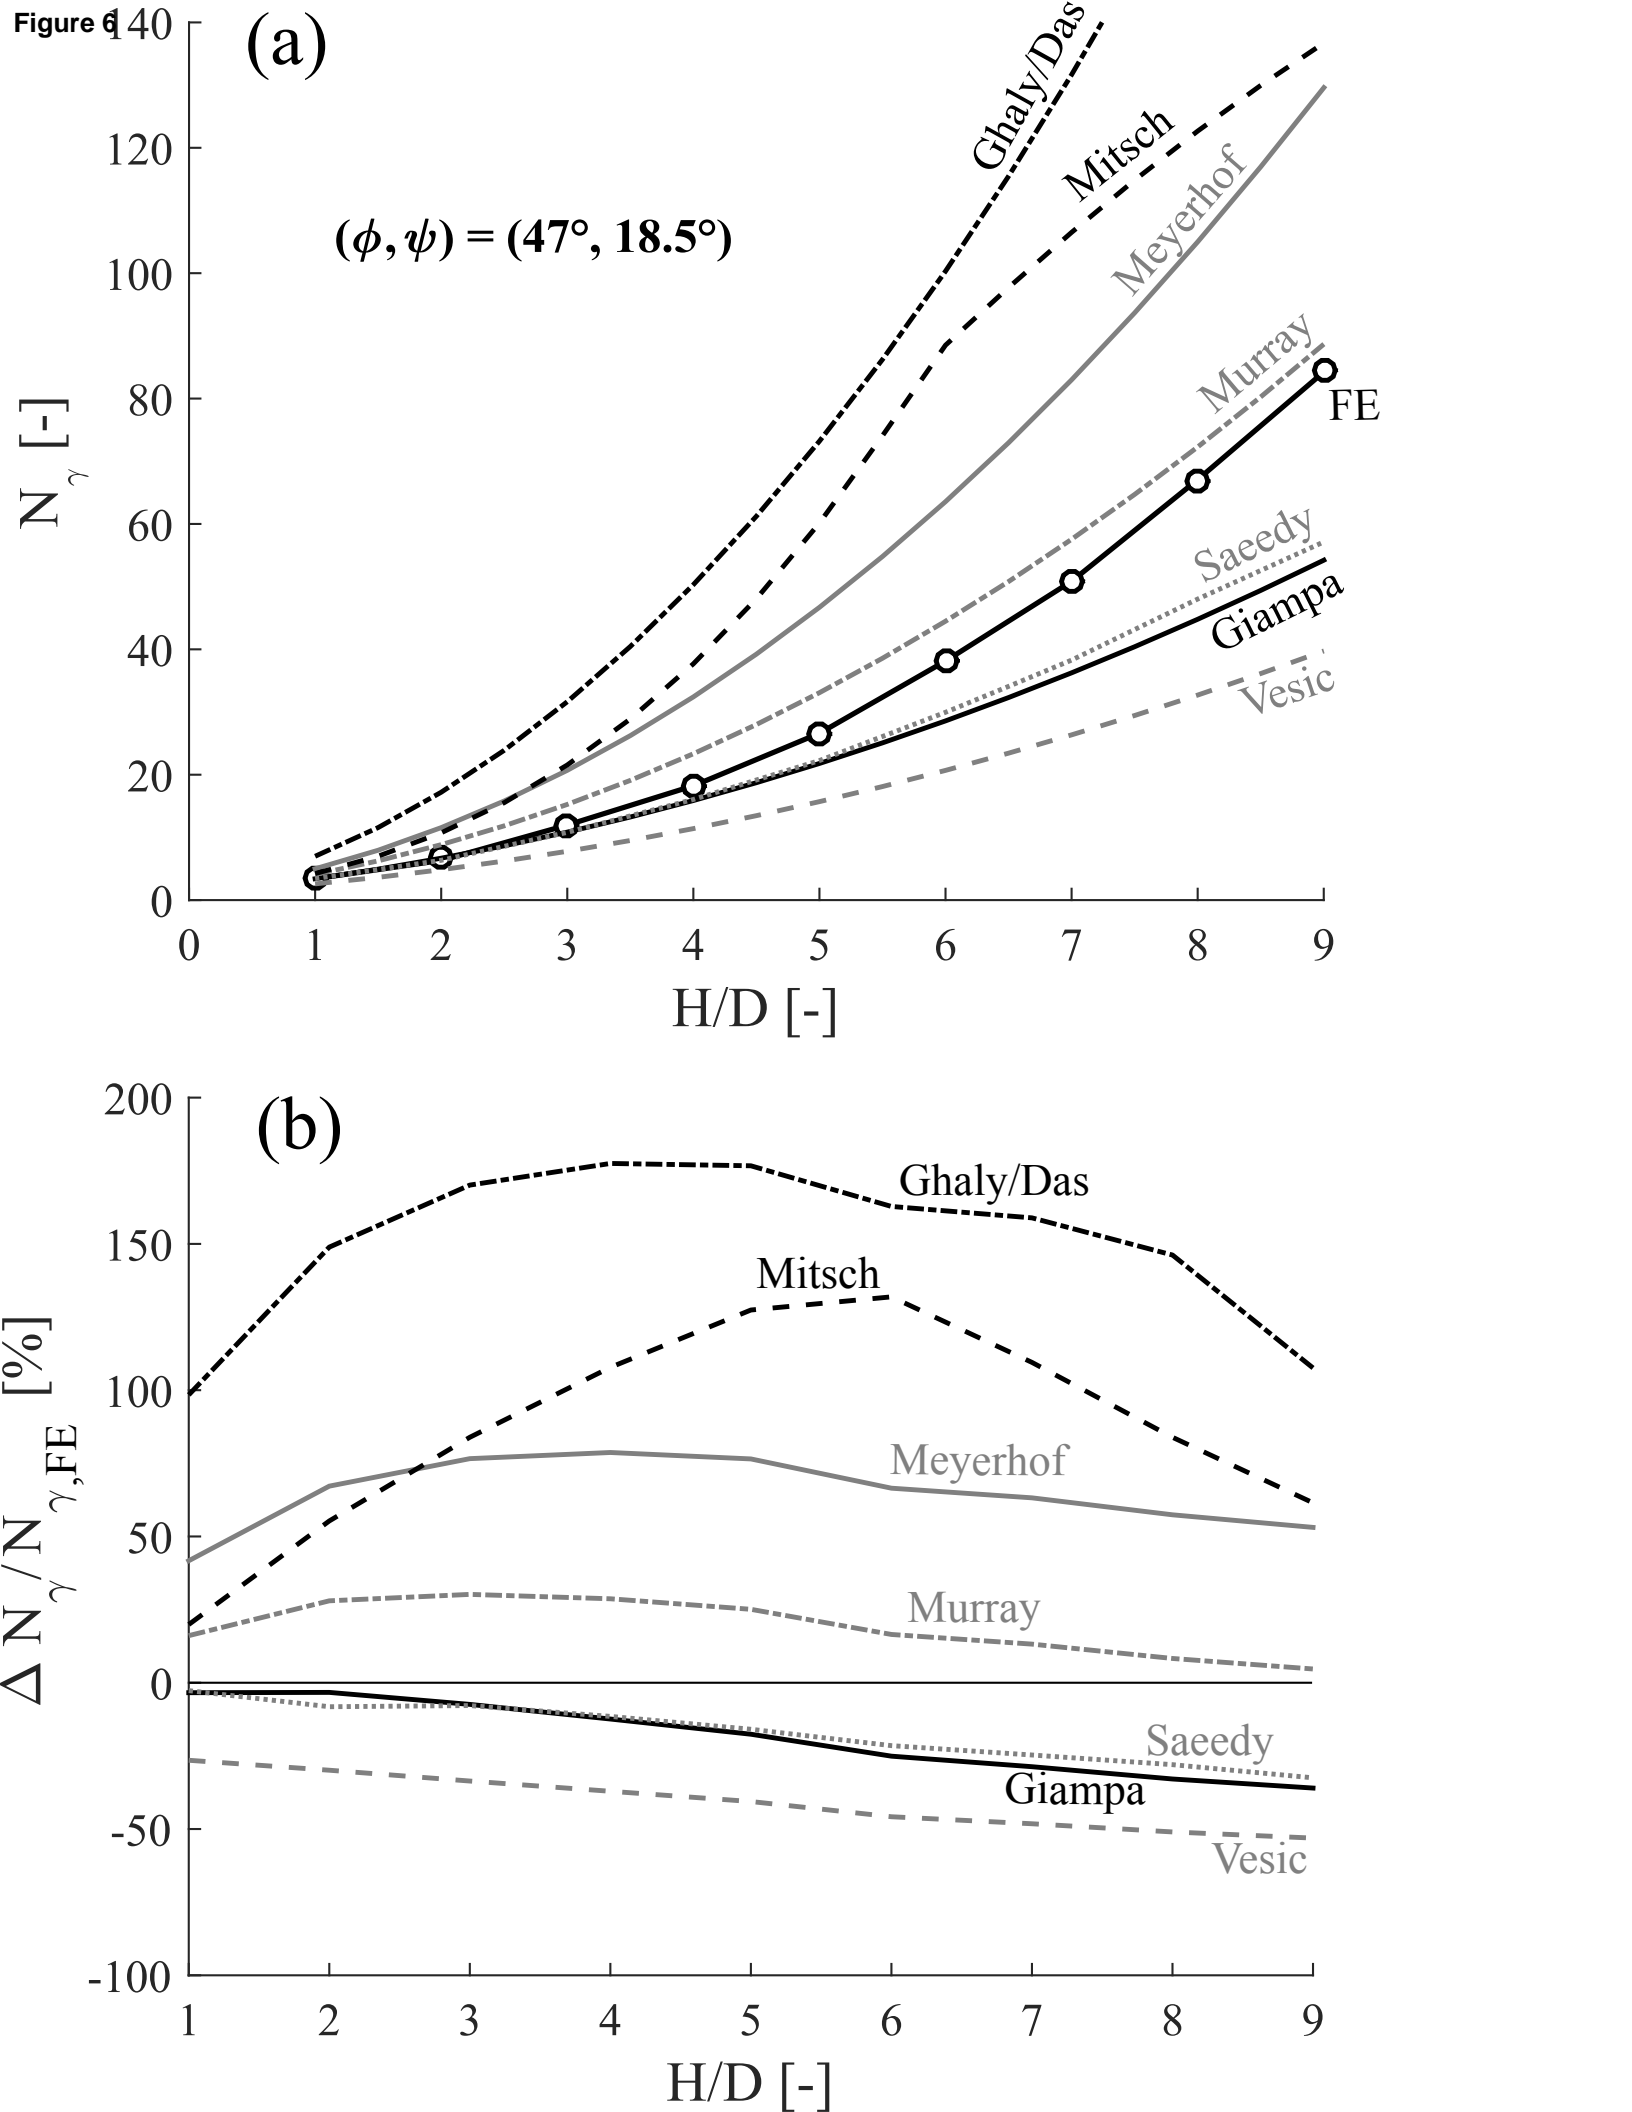 Figure 6
(a)
140
120
100
80
60
40
20
0
N γ [-]
(ϕ, ψ) = (47°, 18.5°)
Ghaly/Das
Mitsch
Meyerhof
Murray
FE
Saeedy
Giampa
Vesic
0 1 2 3 4 5 6 7 8 9
H/D [-]
(b)
200
150
100
50
0
-50
-100
Δ N γ / N γ,FE [%]
Ghaly/Das
Mitsch
Meyerhof
Murray
Saeedy
Giampa
Vesic
1 2 3 4 5 6 7 8 9
H/D [-]